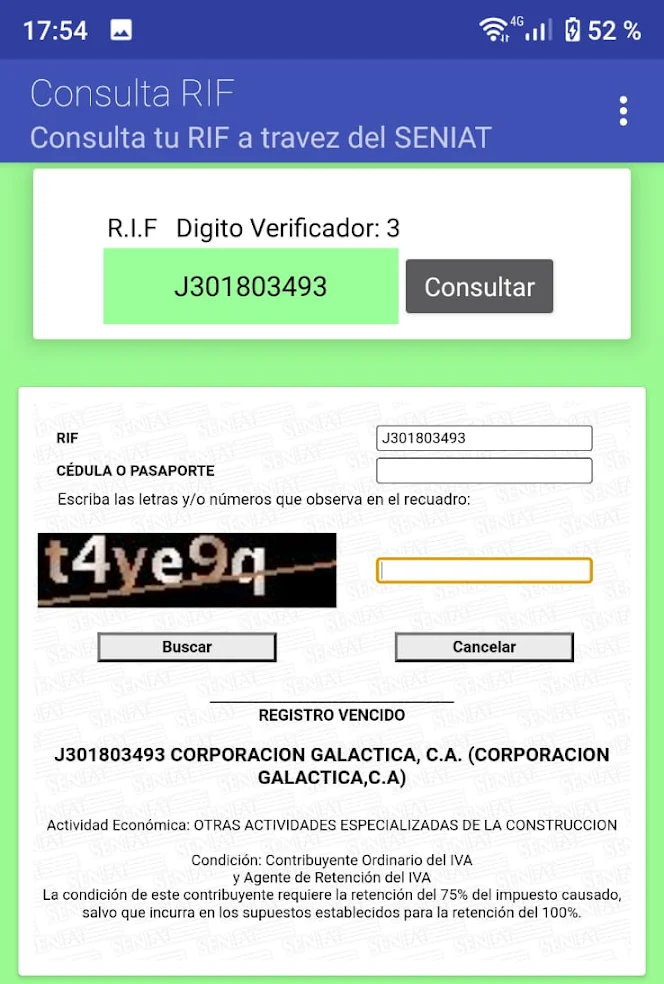 17:54
4G
52 %
Consulta RIF
Consulta tu RIF a travez del SENIAT
R.I.F Digito Verificador: 3
J301803493
Consultar
RIF
J301803493
CÉDULA O PASAPORTE
Escriba las letras y/o números que observa en el recuadro:
t4ye9q
Buscar
Cancelar
REGISTRO VENCIDO
J301803493 CORPORACION GALACTICA, C.A. (CORPORACION
GALACTICA,C.A)
Actividad Económica: OTRAS ACTIVIDADES ESPECIALIZADAS DE LA CONSTRUCCION
Condición: Contribuyente Ordinario del IVA
y Agente de Retención del IVA
La condición de este contribuyente requiere la retención del 75% del impuesto causado,
salvo que incurra en los supuestos establecidos para la retención del 100%.